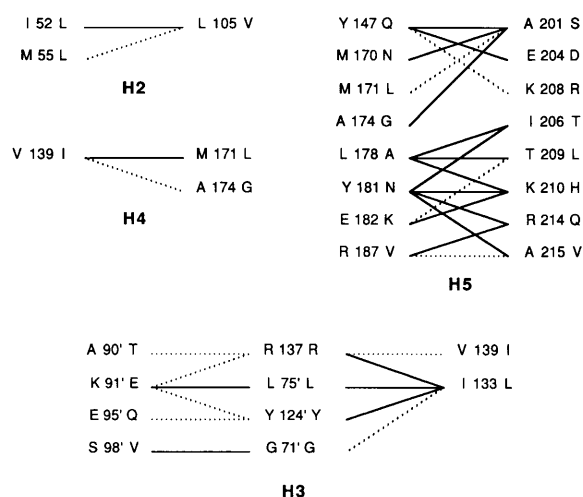 I 52 L L 105 V
M 55 L
H2
V 139 I M 171 L
A 174 G
H4
Y 147 Q A 201 S
M 170 N E 204 D
M 171 L K 208 R
A 174 G I 206 T
L 178 A T 209 L
Y 181 N K 210 H
E 182 K R 214 Q
R 187 V A 215 V
H5
A 90' T R 137 R V 139 I
K 91' E L 75' L I 133 L
E 95' Q Y 124' Y
S 98' V G 71' G
H3